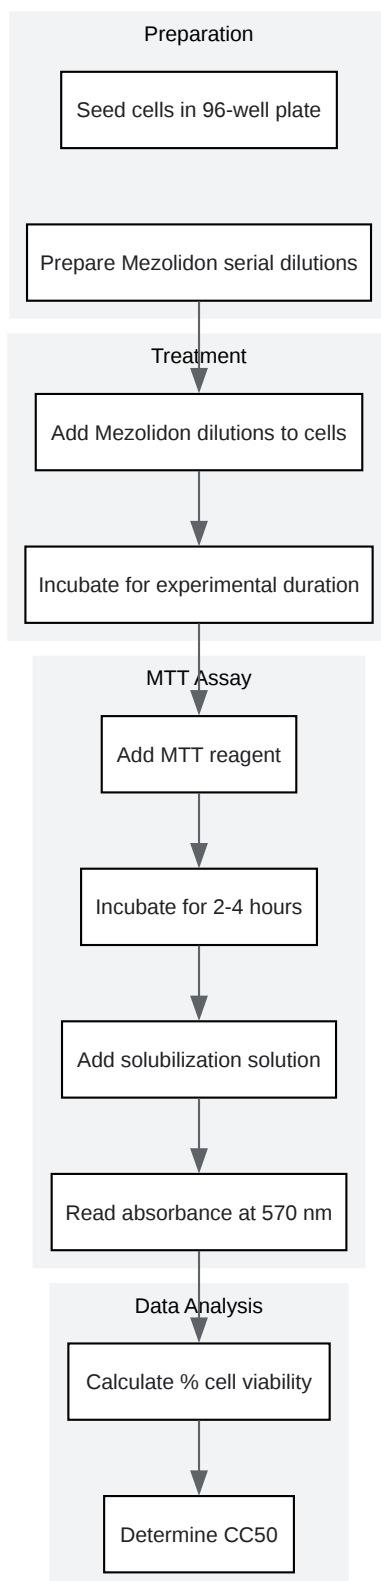 Preparation
Seed cells in 96-well plate
Prepare Mezolidon serial dilutions
Treatment
Add Mezolidon dilutions to cells
Incubate for experimental duration
MTT Assay
Add MTT reagent
Incubate for 2-4 hours
Add solubilization solution
Read absorbance at 570 nm
Data Analysis
Calculate % cell viability
Determine CC50